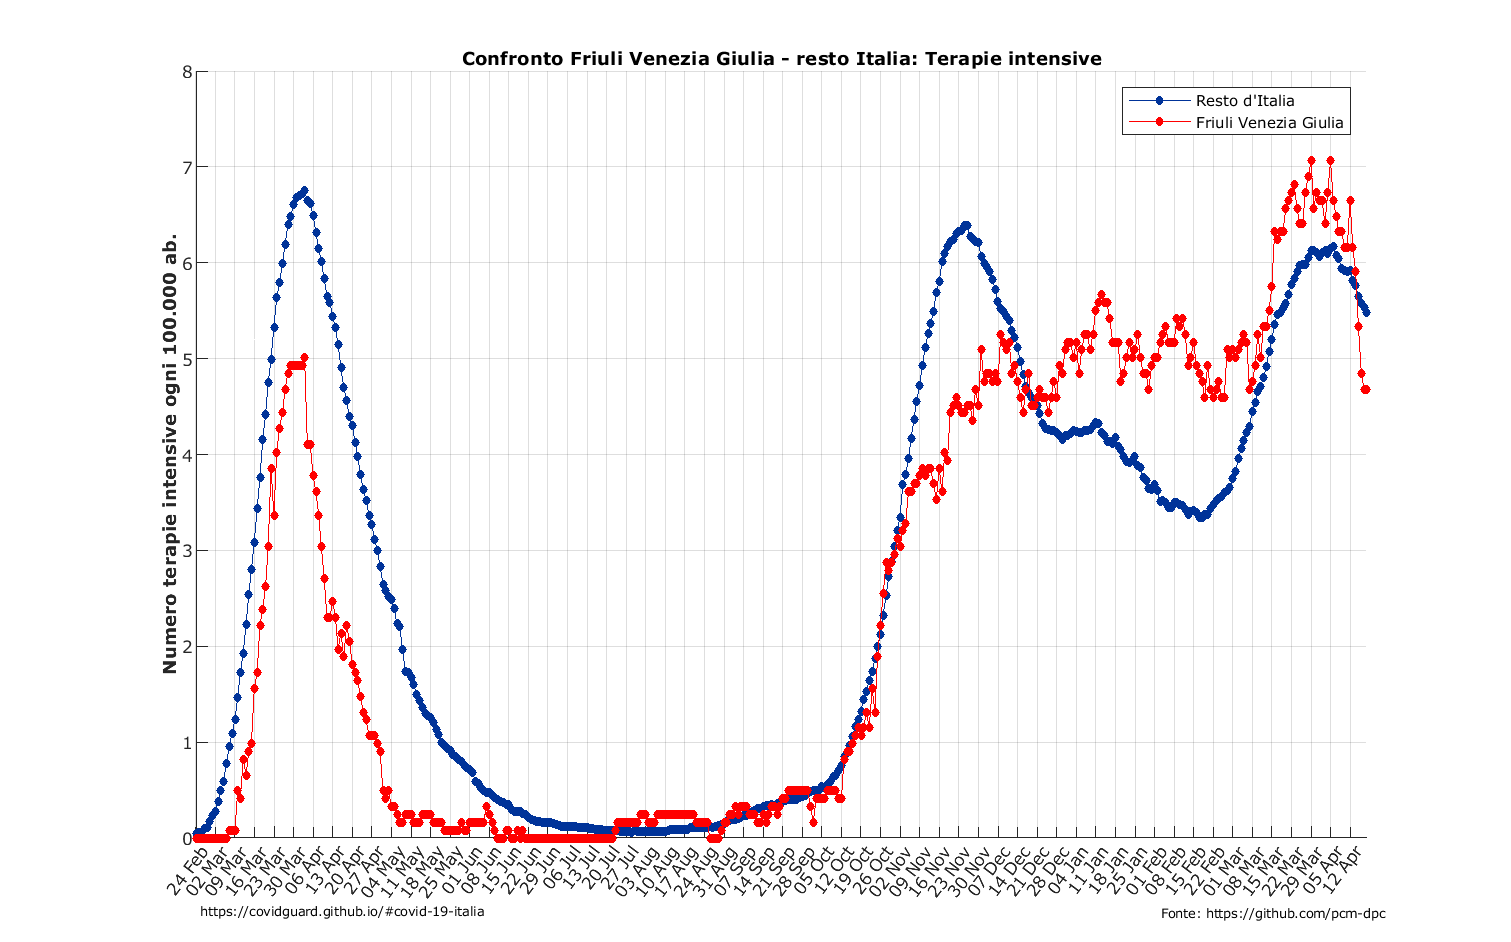 Confronto Friuli Venezia Giulia - resto Italia: Terapie intensive
Resto d'Italia
Friuli Venezia Giulia
Numero terapie intensive ogni 100.000 ab.
8
7
6
5
4
3
2
1
0
24 Feb
02 Mar
09 Mar
16 Mar
23 Mar
30 Mar
06 Apr
13 Apr
20 Apr
27 Apr
04 May
11 May
18 May
25 May
01 Jun
08 Jun
15 Jun
22 Jun
29 Jun
06 Jul
13 Jul
20 Jul
27 Jul
03 Aug
10 Aug
17 Aug
24 Aug
31 Aug
07 Sep
14 Sep
21 Sep
28 Sep
05 Oct
12 Oct
19 Oct
26 Oct
02 Nov
09 Nov
16 Nov
23 Nov
30 Nov
07 Dec
14 Dec
21 Dec
28 Dec
04 Jan
11 Jan
18 Jan
25 Jan
01 Feb
08 Feb
15 Feb
22 Feb
01 Mar
08 Mar
15 Mar
22 Mar
29 Mar
05 Apr
12 Apr
https://covidguard.github.io/#covid-19-italia
Fonte: https://github.com/pcm-dpc